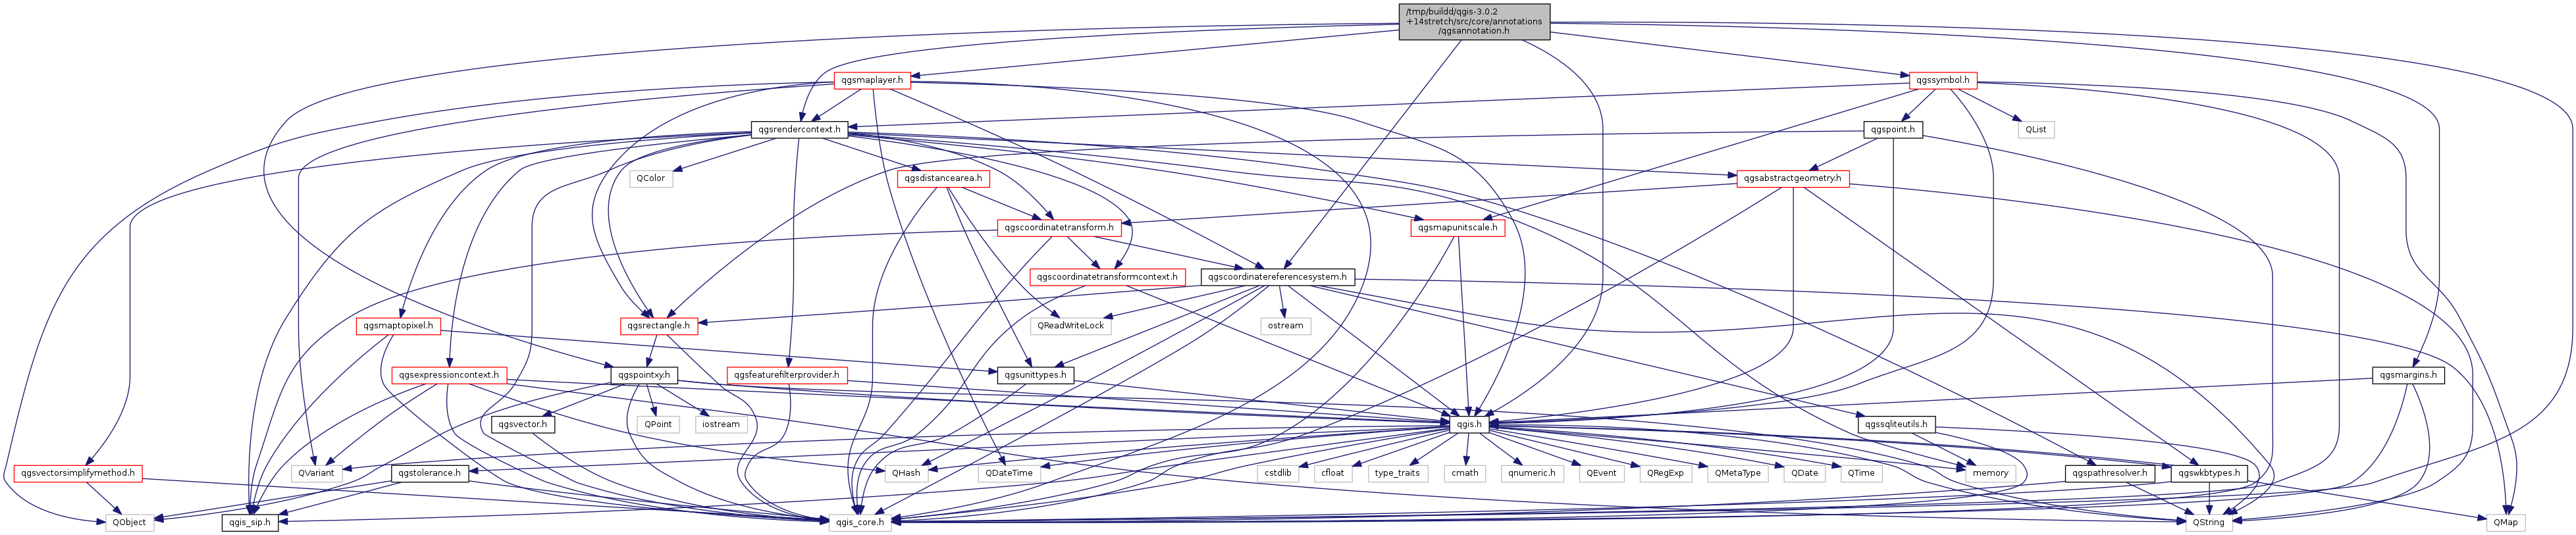 /tmp/buildd/qgis-3.0.2
+14stretch/src/core/annotations
/qgsannotation.h
qgsmaplayer.h
qgssymbol.h
qgsrendercontext.h
qgspoint.h
QList
QColor
qgsdistancearea.h
qgsabstractgeometry.h
qgscoordinatetransform.h
qgsmapunitscale.h
qgscoordinatetransformcontext.h
qgscoordinatereferencesystem.h
qgsmaptopixel.h
qgsrectangle.h
QReadWriteLock
ostream
qgsexpressioncontext.h
qgspointxy.h
qgsfeaturefilterprovider.h
qgsunittypes.h
qgsmargins.h
qgsvector.h
QPoint
iostream
qgis.h
qgssqliteutils.h
qgsvectorsimplifymethod.h
QVariant
qgstolerance.h
QHash
QDateTime
cstdlib
cfloat
type_traits
cmath
qnumeric.h
QEvent
QRegExp
QMetaType
QDate
QTime
memory
qgspathresolver.h
qgswkbtypes.h
QObject
qgis_sip.h
qgis_core.h
QString
QMap